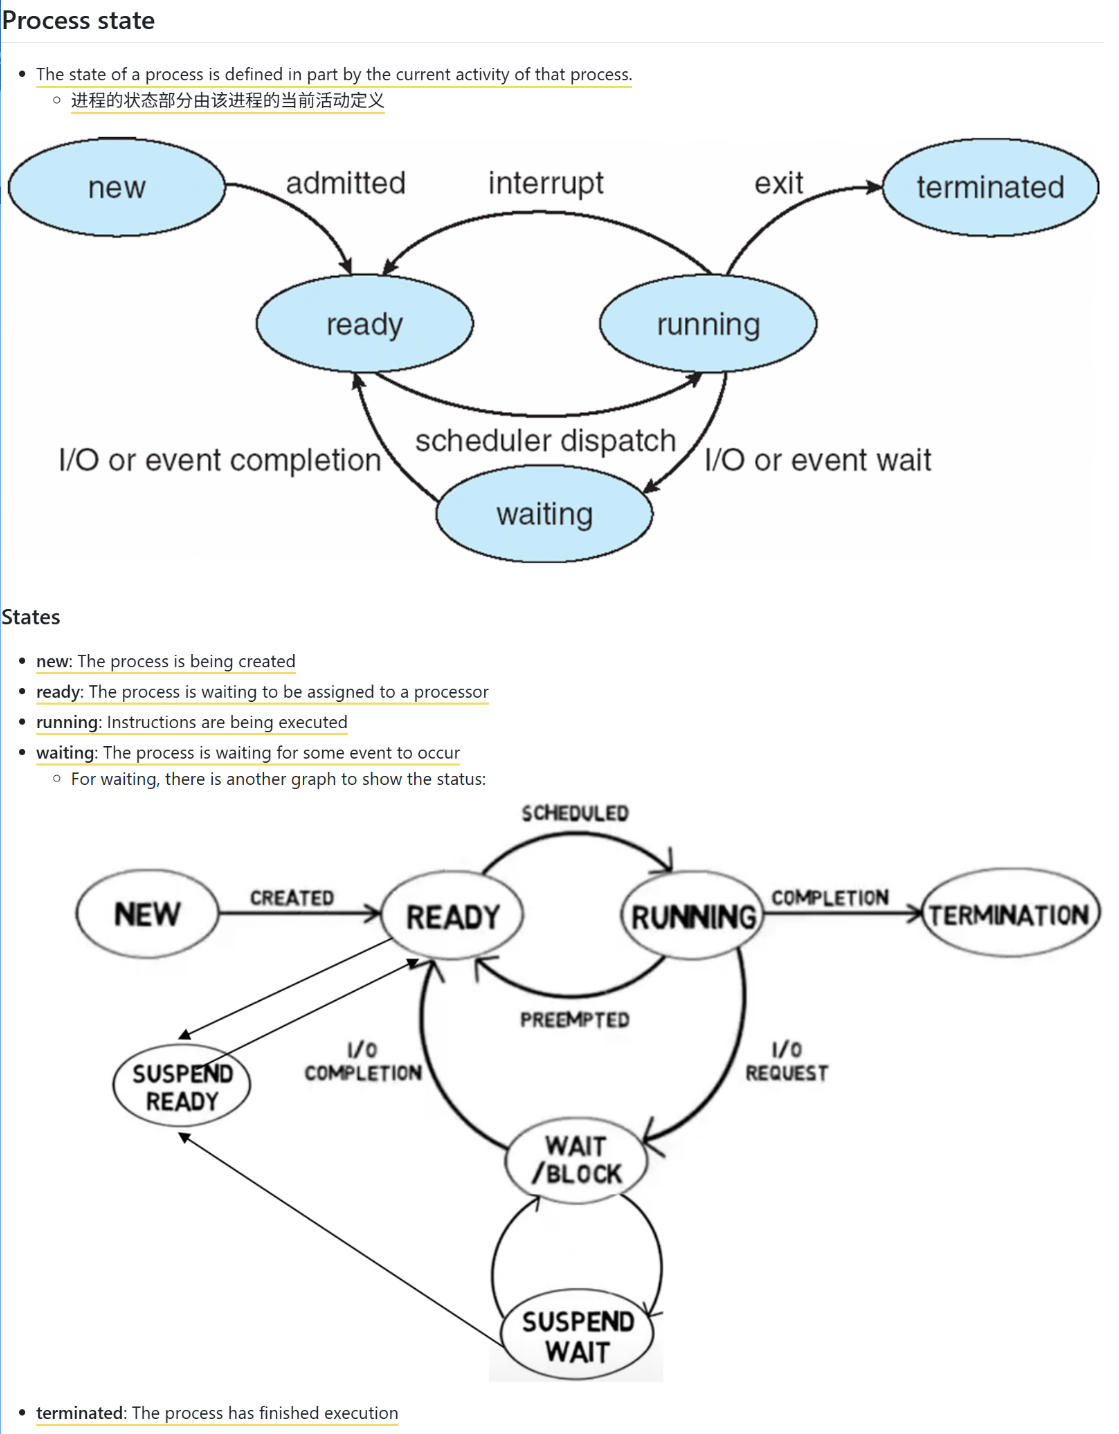 Process state
The state of a process is defined in part by the current activity of that process.
进程的状态部分由该进程的当前活动定义
new
admitted
interrupt
exit
terminated
ready
running
scheduler dispatch
I/O or event completion
I/O or event wait
waiting
States
new: The process is being created
ready: The process is waiting to be assigned to a processor
running: Instructions are being executed
waiting: The process is waiting for some event to occur
For waiting, there is another graph to show the status:
SCHEDULED
NEW
CREATED
READY
RUNNING
COMPLETION
TERMINATION
PREEMPTED
I/O
COMPLETION
I/O
REQUEST
SUSPEND
READY
WAIT
/BLOCK
SUSPEND
WAIT
terminated: The process has finished execution